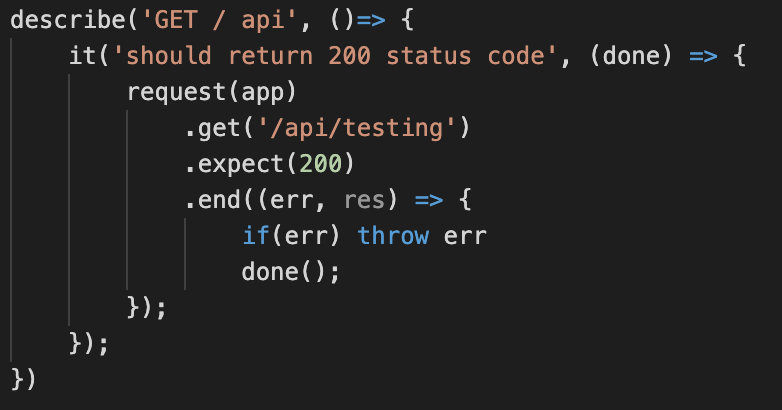 describe('GET / api', ()=> {
it('should return 200 status code', (done) => {
request(app)
.get('/api/testing')
.expect(200)
.end((err, res) => {
if(err) throw err
done();
});
});
})